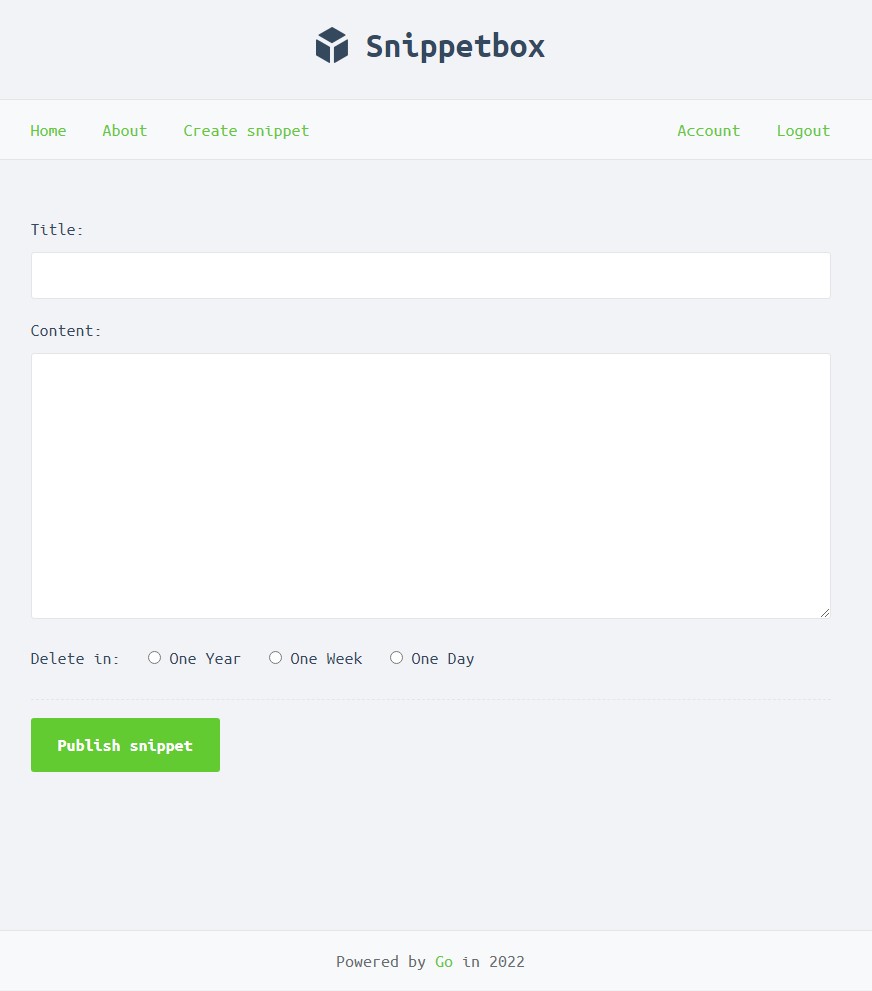 Snippetbox
Home About Create snippet Account Logout
Title:
Content:
Delete in: One Year One Week One Day
Publish snippet
Powered by Go in 2022